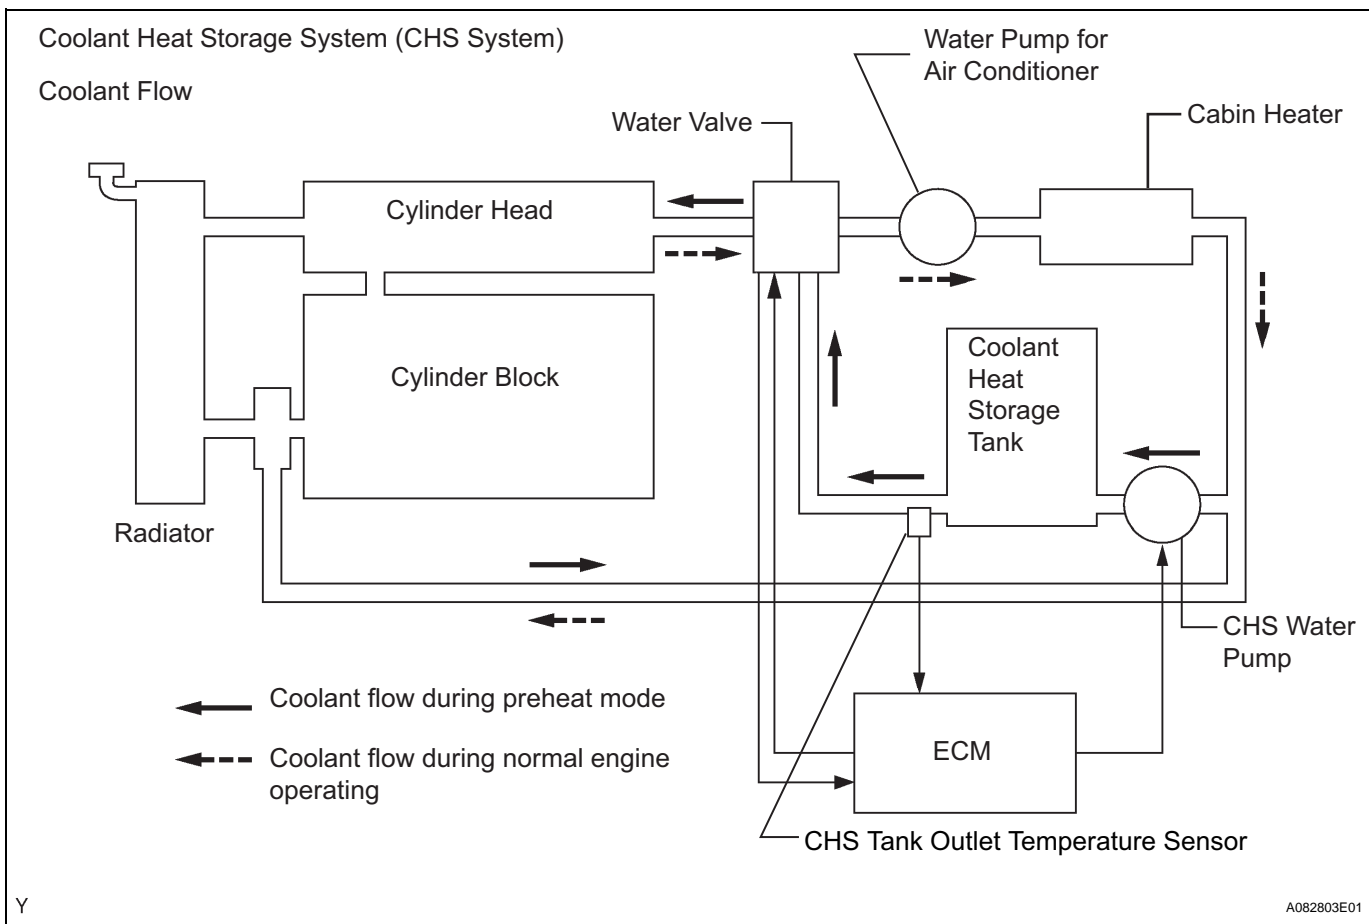 Coolant Heat Storage System (CHS System)
Coolant Flow
Water Pump for
Air Conditioner
Water Valve
Cabin Heater
Cylinder Head
Cylinder Block
Coolant
Heat
Storage
Tank
Radiator
CHS Water
Pump
Coolant flow during preheat mode
Coolant flow during normal engine
operating
ECM
CHS Tank Outlet Temperature Sensor
Y
A082803E01